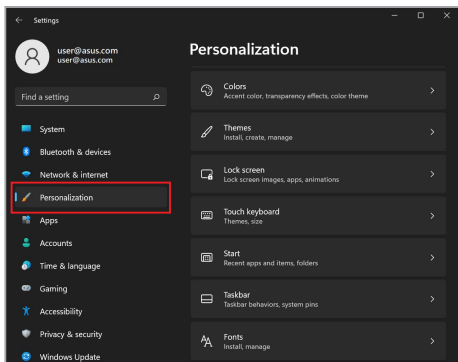 Settings
user@asus.com
user@asus.com
Find a setting
System
Bluetooth & devices
Network & internet
Personalization
Apps
Accounts
Time & language
Gaming
Accessibility
Privacy & security
Windows Update
Personalization
Colors
Accent color, transparency effects, color theme
Themes
Install, create, manage
Lock screen
Lock screen images, apps, animations
Touch keyboard
Themes, size
Start
Recent apps and items, folders
Taskbar
Taskbar behaviors, system pins
Fonts
Install, manage